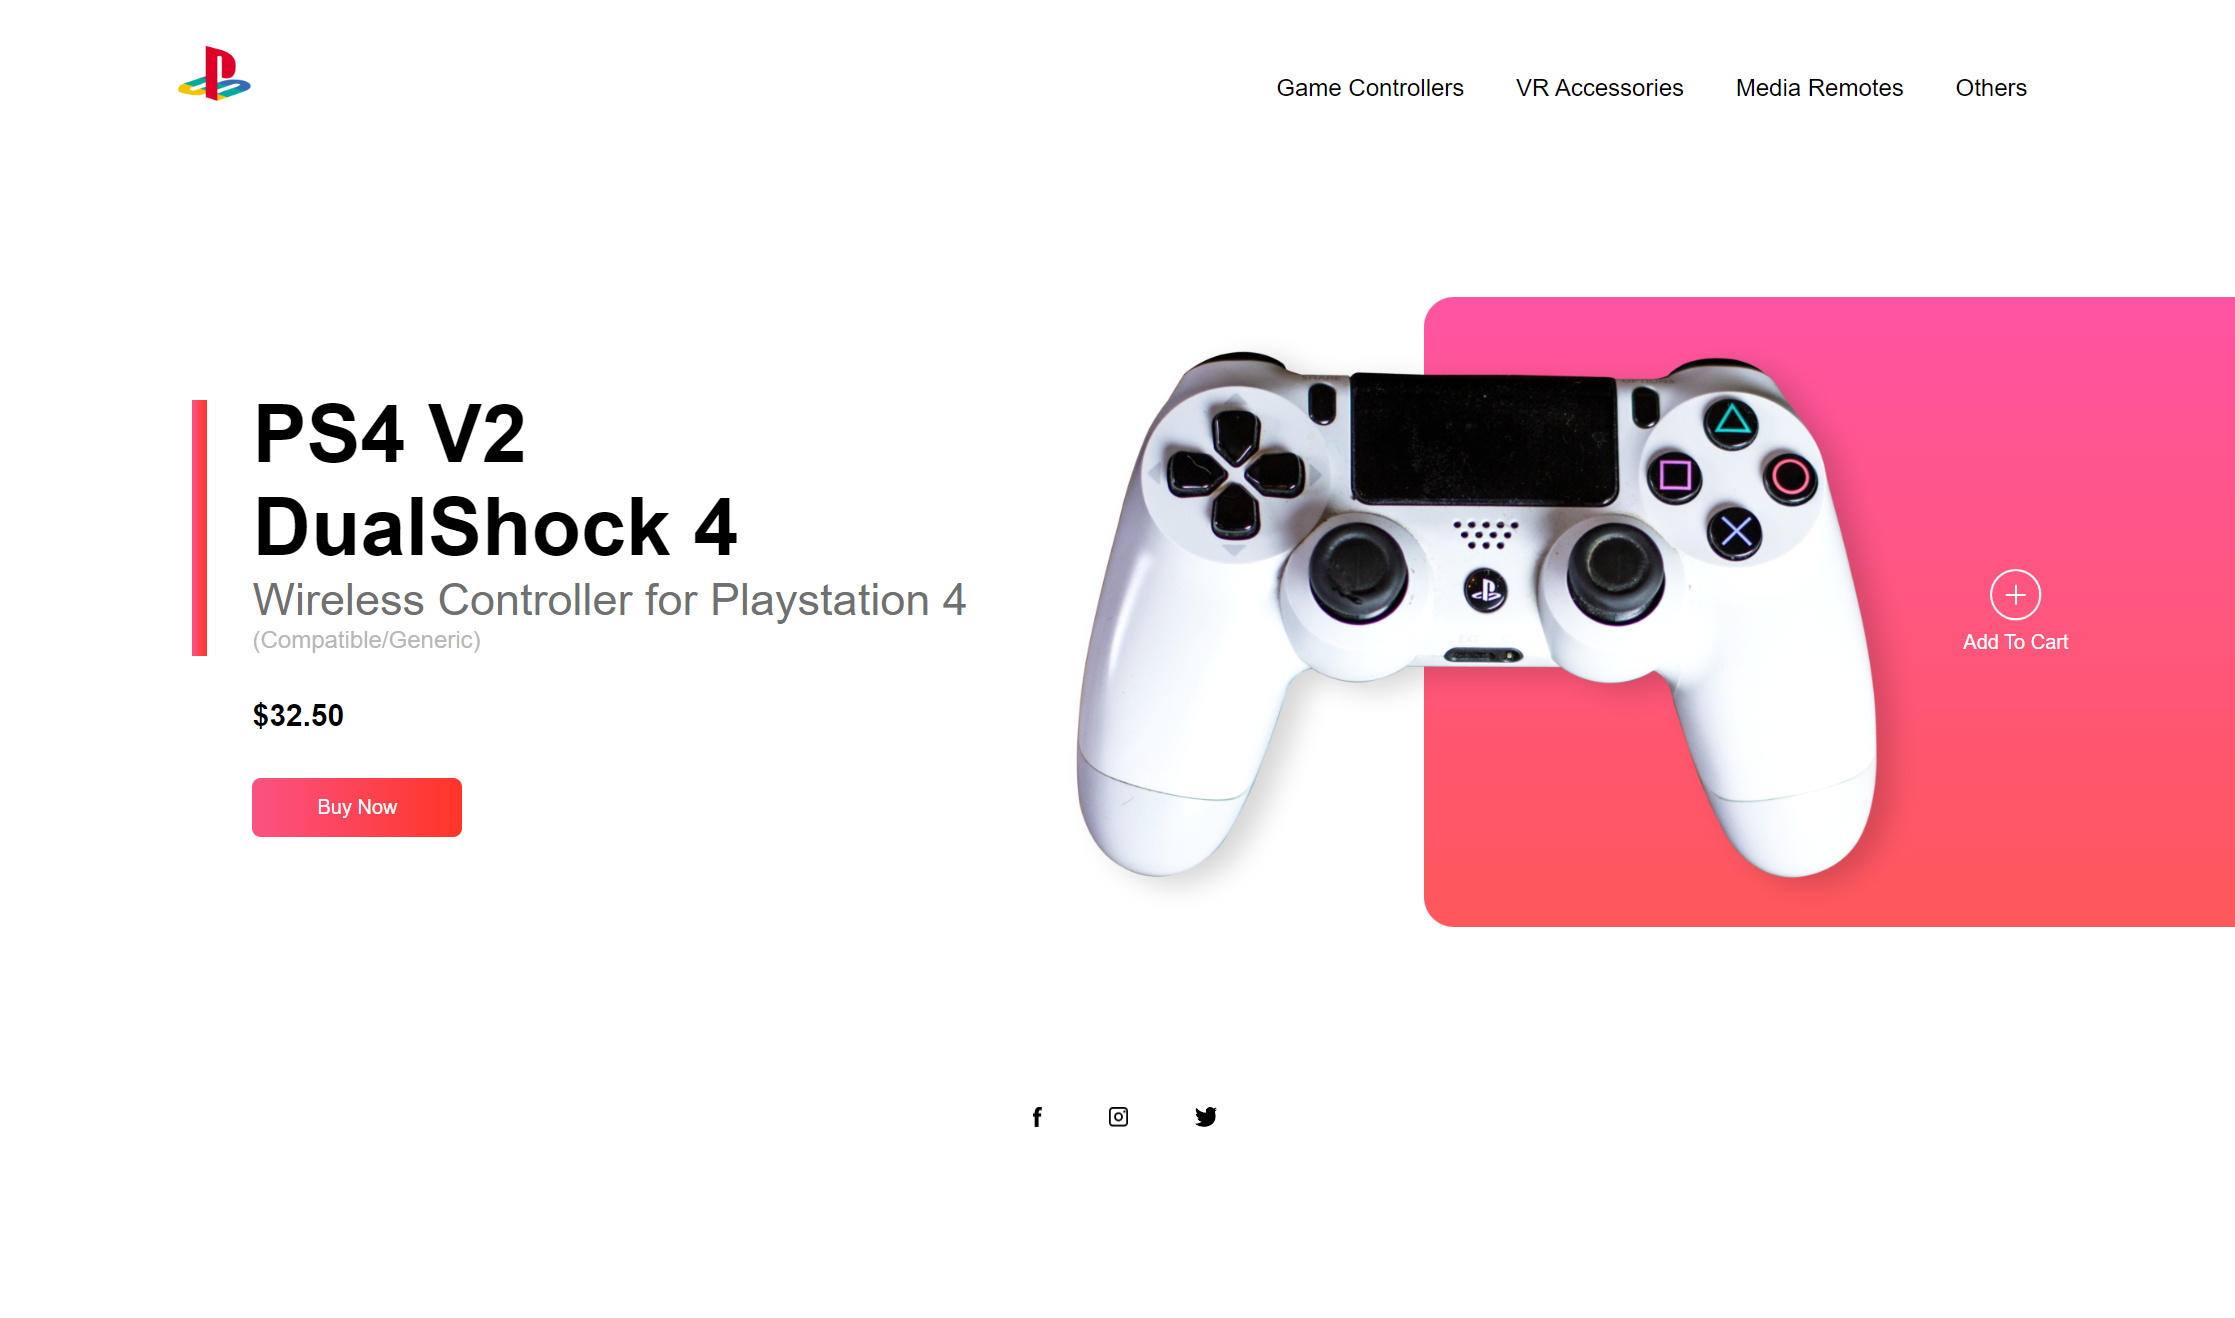 Game Controllers VR Accessories Media Remotes Others
PS4 V2
DualShock 4
Wireless Controller for Playstation 4
(Compatible/Generic)
$32.50
Buy Now
Add To Cart